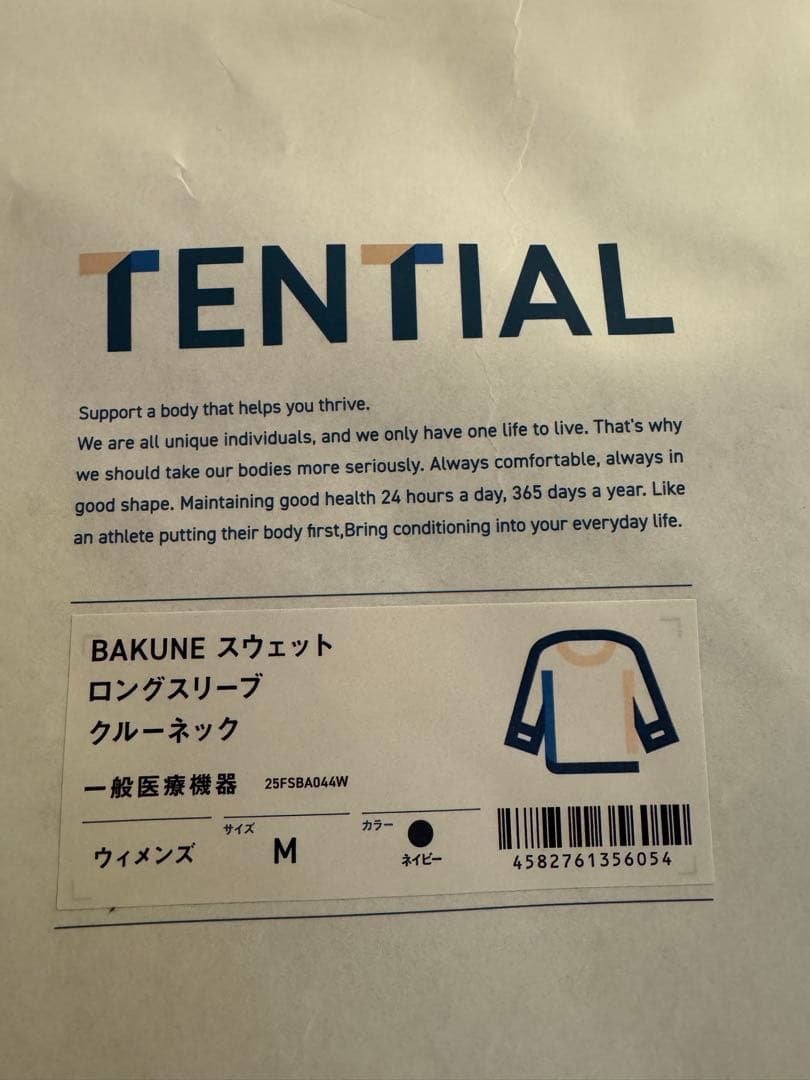 TENTIAL
Support a body that helps you thrive.
We are all unique individuals, and we only have one life to live. That's why
we should take our bodies more seriously. Always comfortable, always in
good shape. Maintaining good health 24 hours a day, 365 days a year. Like
an athlete putting their body first,Bring conditioning into your everyday life.
BAKUNE スウェット
ロングスリーブ
クルーネック
一般医療機器 25FSBA044W
ウィメンズ
サイズ
M
カラー
ネイビー
4582761356054